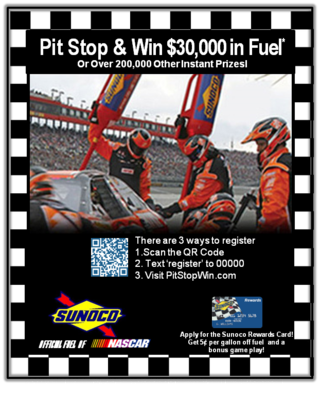 Pit Stop & Win $30,000 in Fuel*
Or Over 200,000 Other Instant Prizes!
SUNOCO
SUNOCO
There are 3 ways to register
1.Scan the QR Code
2. Text 'register' to 00000
3. Visit PitStopWin.com
SUNOCO
OFFICIAL FUEL OF NASCAR
Rewards
Apply for the Sunoco Rewards Card!
Get 5¢ per gallon off fuel and a
bonus game play!